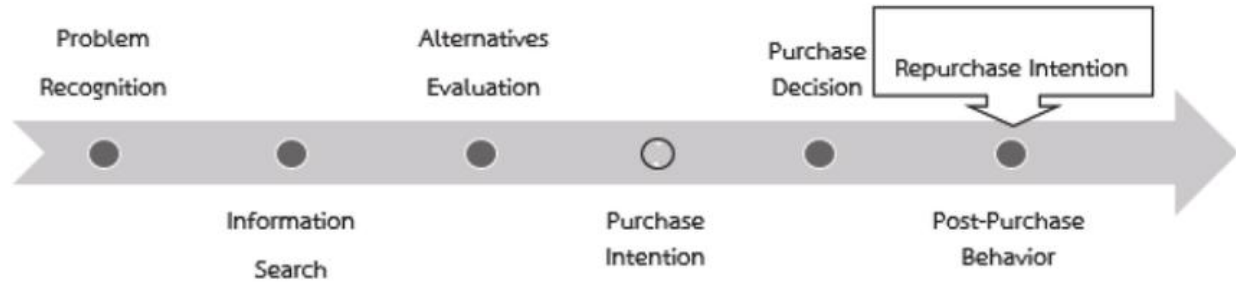 Problem
Recognition
Information
Search
Alternatives
Evaluation
Purchase
Intention
Purchase
Decision
Repurchase Intention
Post-Purchase
Behavior